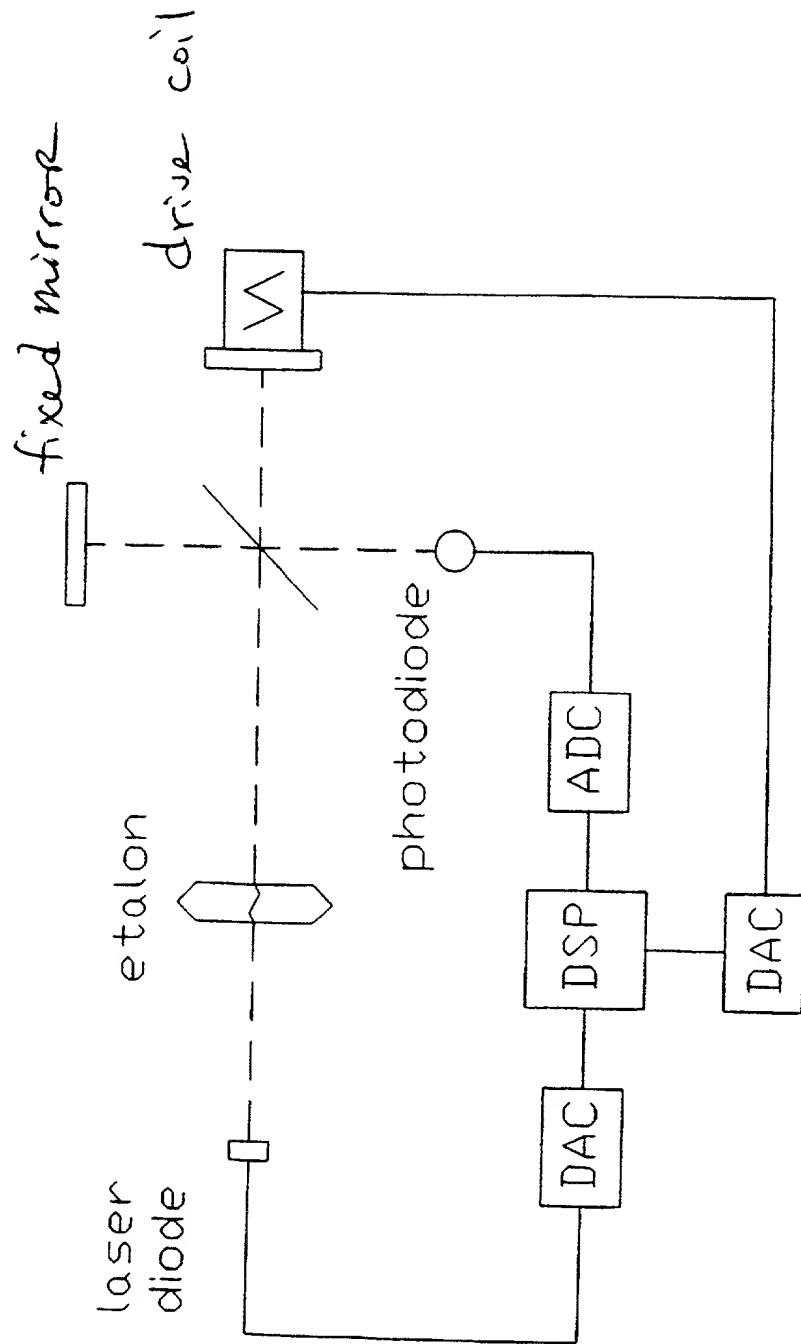 fixed mirror
drive coil
etalon
laser
diode
photodiode
ADC
DSP
DAC
DAC